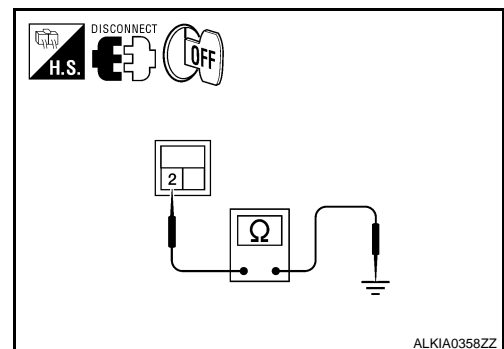 DISCONNECT
H.S.
OFF
2
Ω
ALKIA0358ZZ